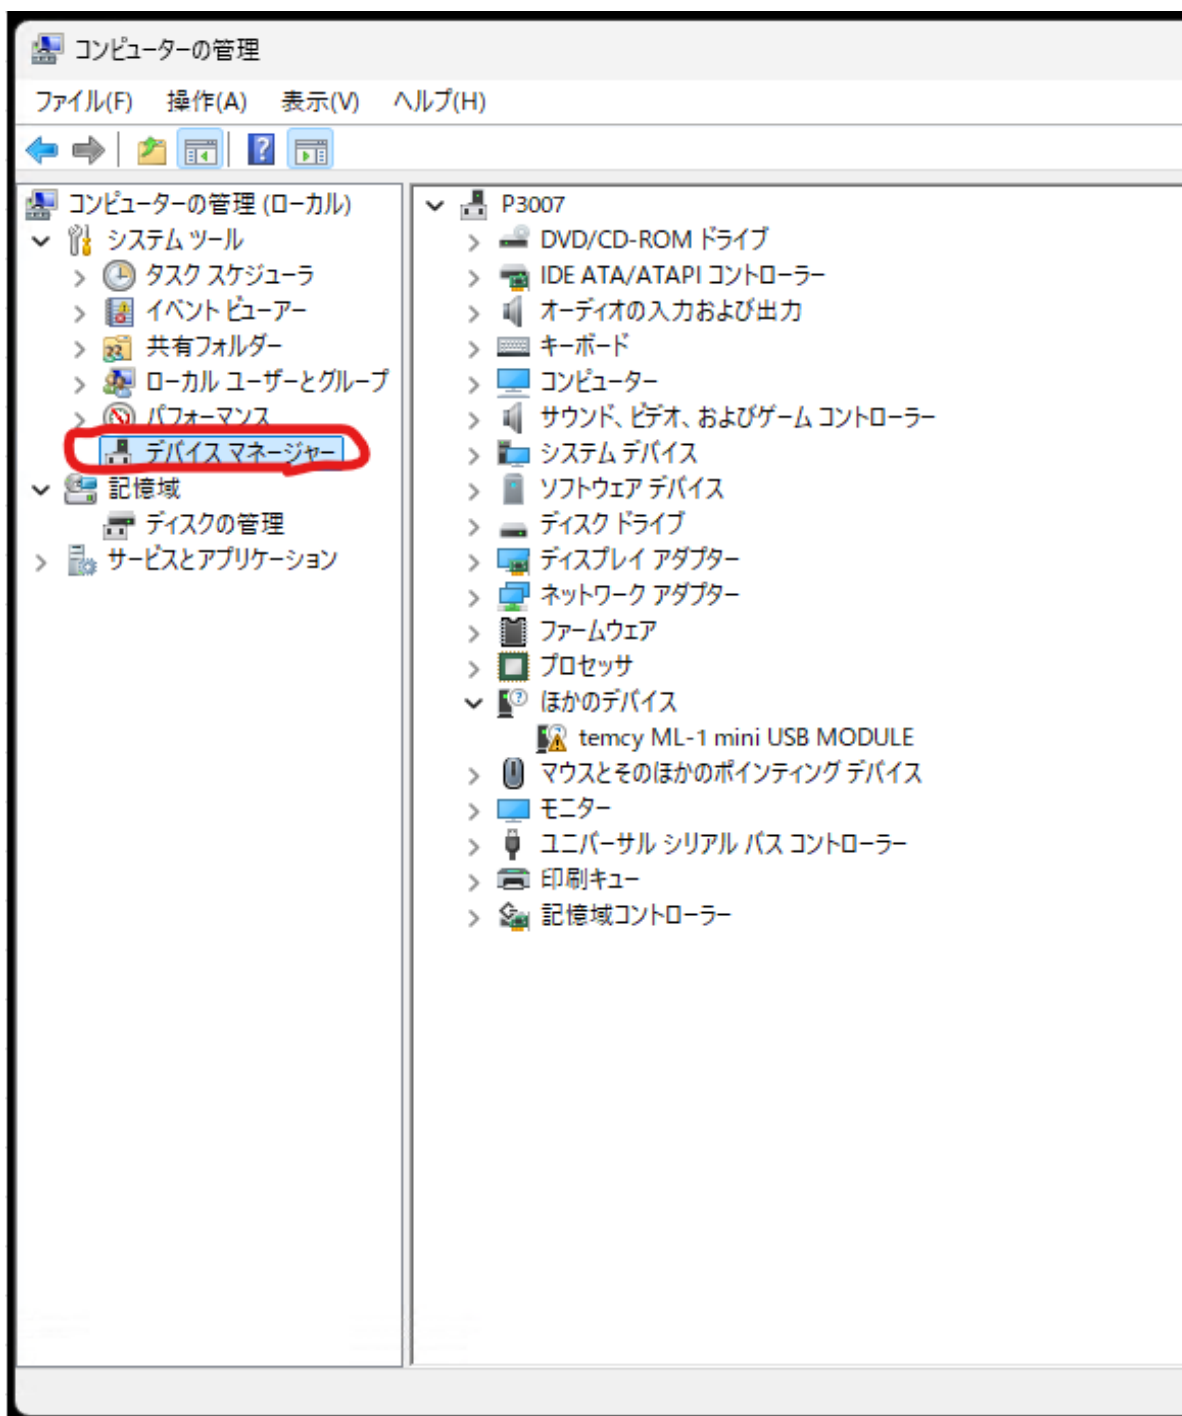 コンピューターの管理
ファイル(F) 操作(A) 表示(V) ヘルプ(H)
コンピューターの管理 (ローカル)
システム ツール
タスク スケジューラ
イベント ビューアー
共有フォルダー
ローカル ユーザーとグループ
パフォーマンス
デバイス マネージャー
記憶域
ディスクの管理
サービスとアプリケーション
P3007
DVD/CD-ROM ドライブ
IDE ATA/ATAPI コントローラー
オーディオの入力および出力
キーボード
コンピューター
サウンド、ビデオ、およびゲーム コントローラー
システム デバイス
ソフトウェア デバイス
ディスク ドライブ
ディスプレイ アダプター
ネットワーク アダプター
ファームウェア
プロセッサ
ほかのデバイス
temcy ML-1 mini USB MODULE
マウスとそのほかのポインティング デバイス
モニター
ユニバーサル シリアル バス コントローラー
印刷キュー
記憶域コントローラー